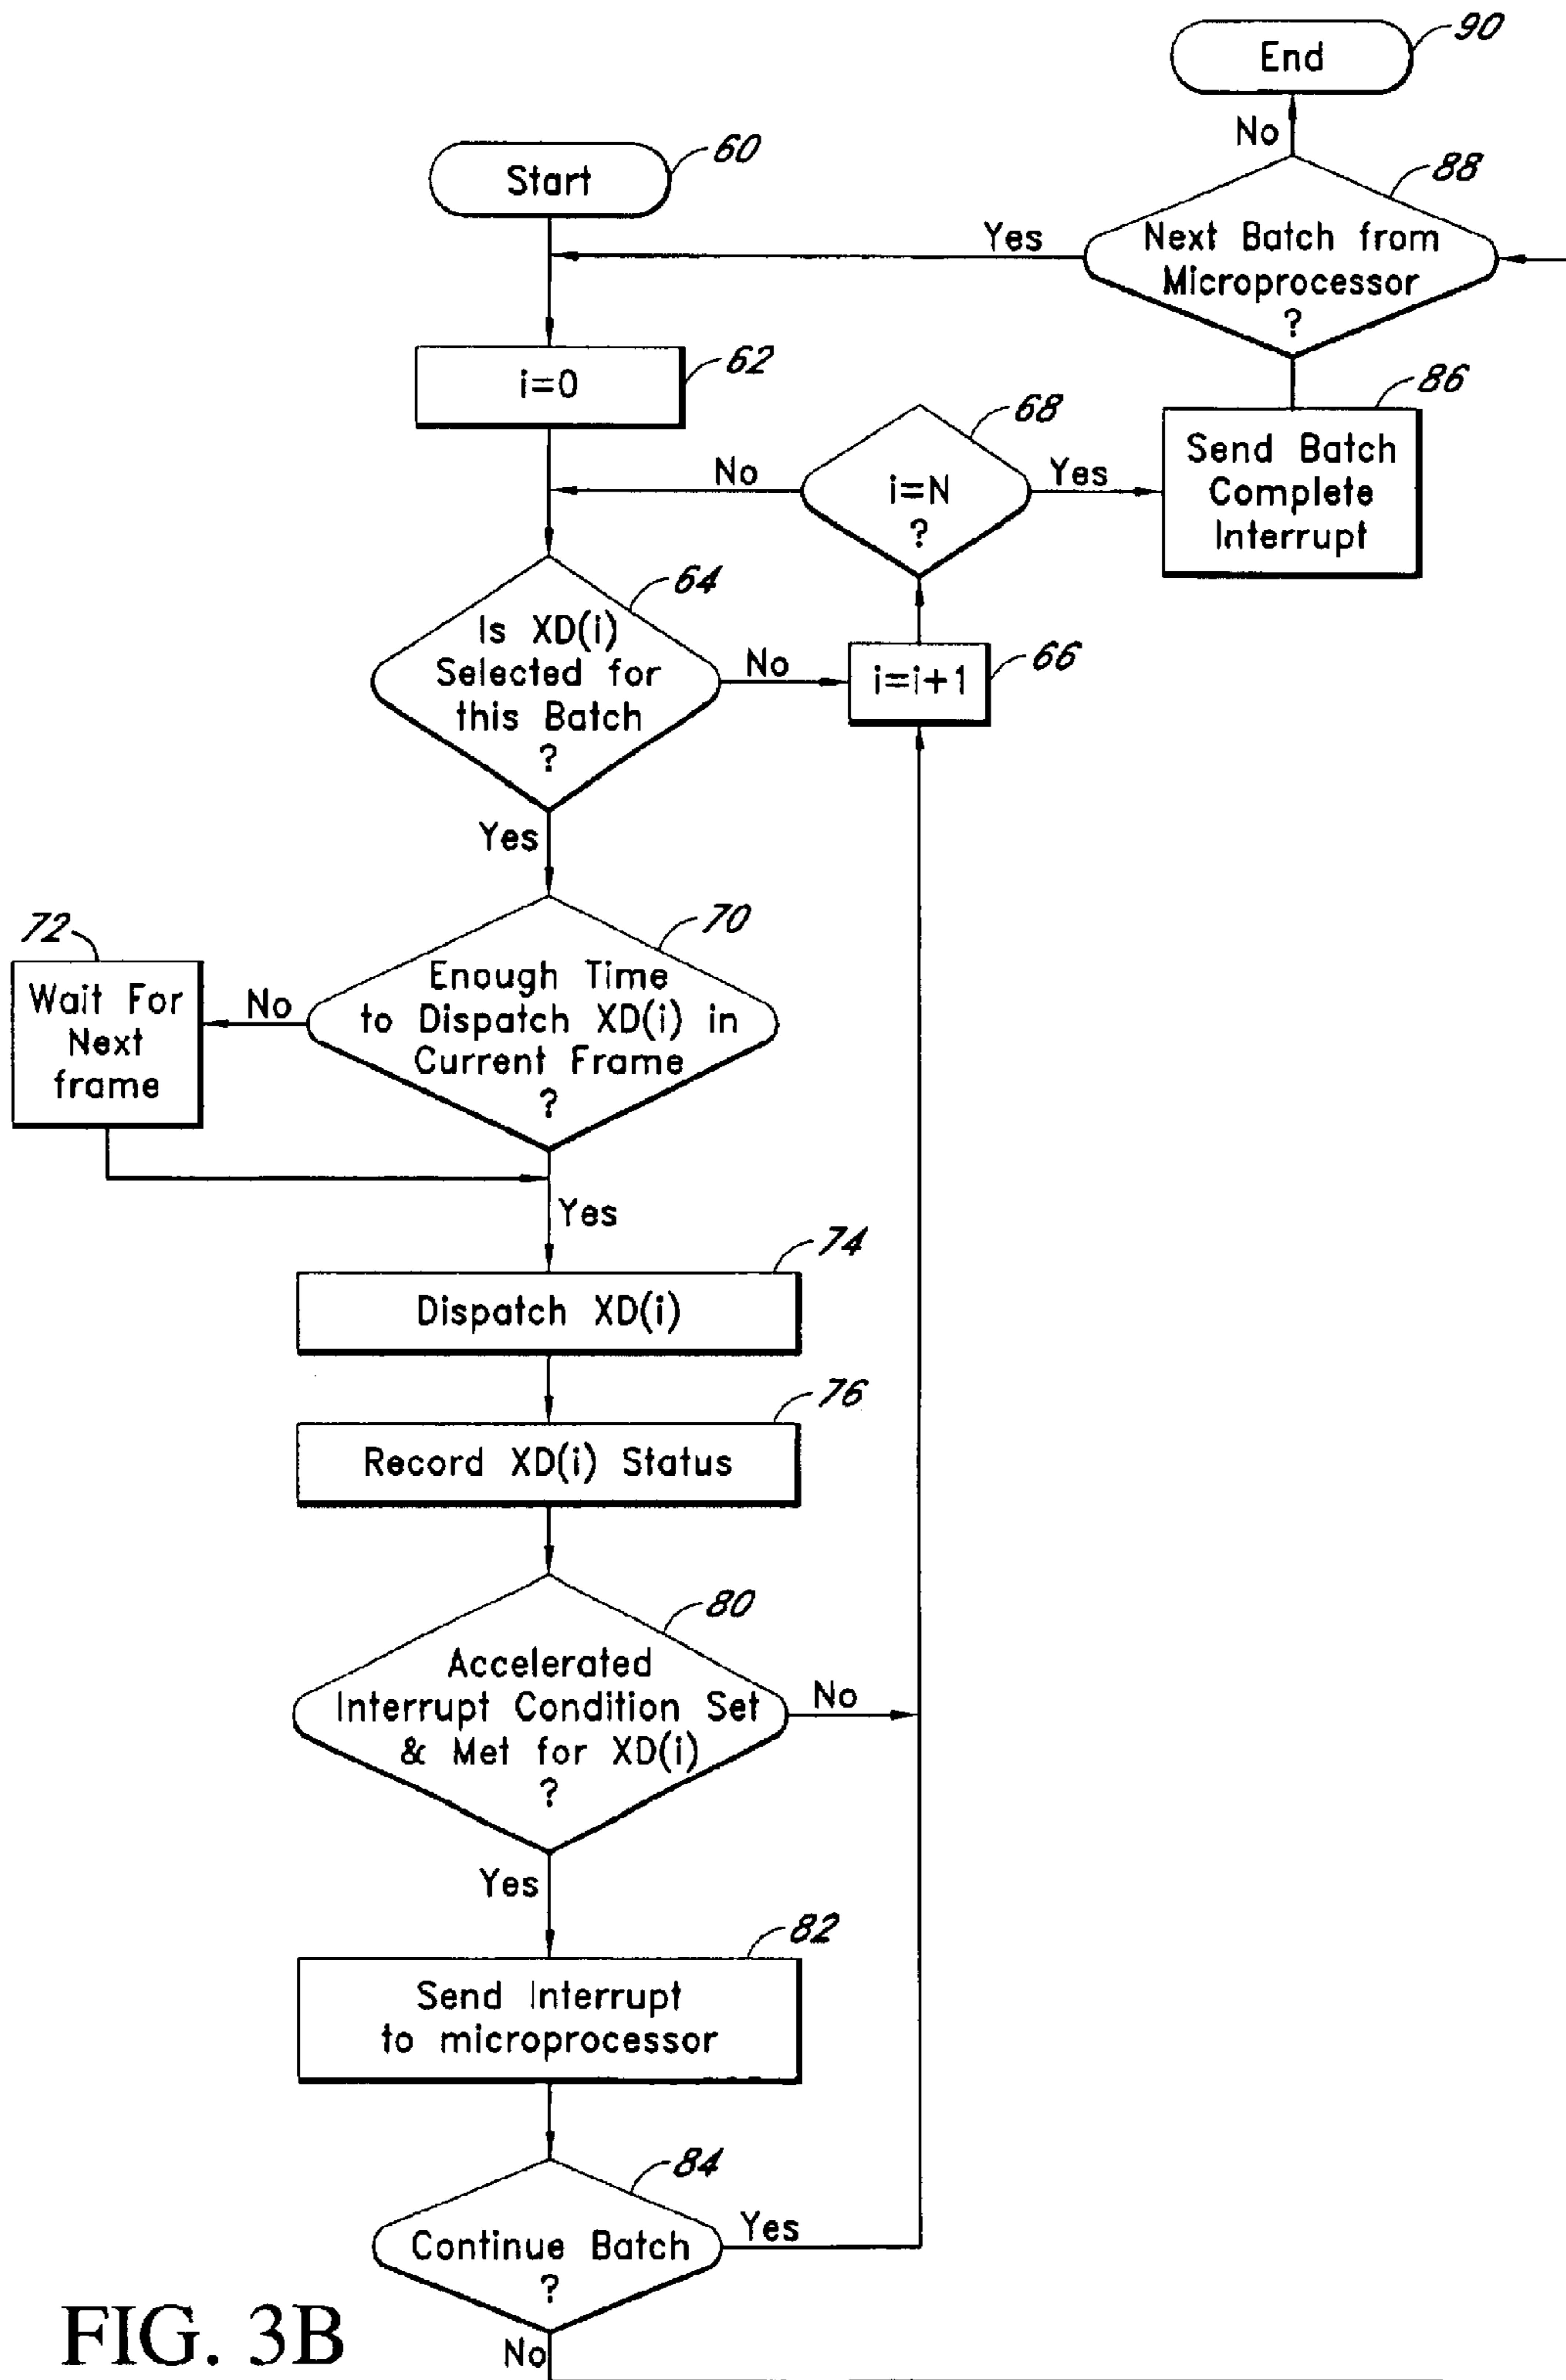 End
90
No
Start
60
Next Batch from
Microprocessor
?
88
Yes
i=0
62
i=N
?
68
No
Yes
Send Batch
Complete
Interrupt
86
Is XD(i)
Selected for
this Batch
?
64
No
i=i+1
66
Yes
72
Wait For
Next
frame
No
Enough Time
to Dispatch XD(i) in
Current Frame
?
70
Yes
Dispatch XD(i)
74
Record XD(i) Status
76
Accelerated
Interrupt Condition Set
& Met for XD(i)
?
80
No
Yes
Send Interrupt
to microprocessor
82
Continue Batch
?
84
Yes
No
FIG. 3B